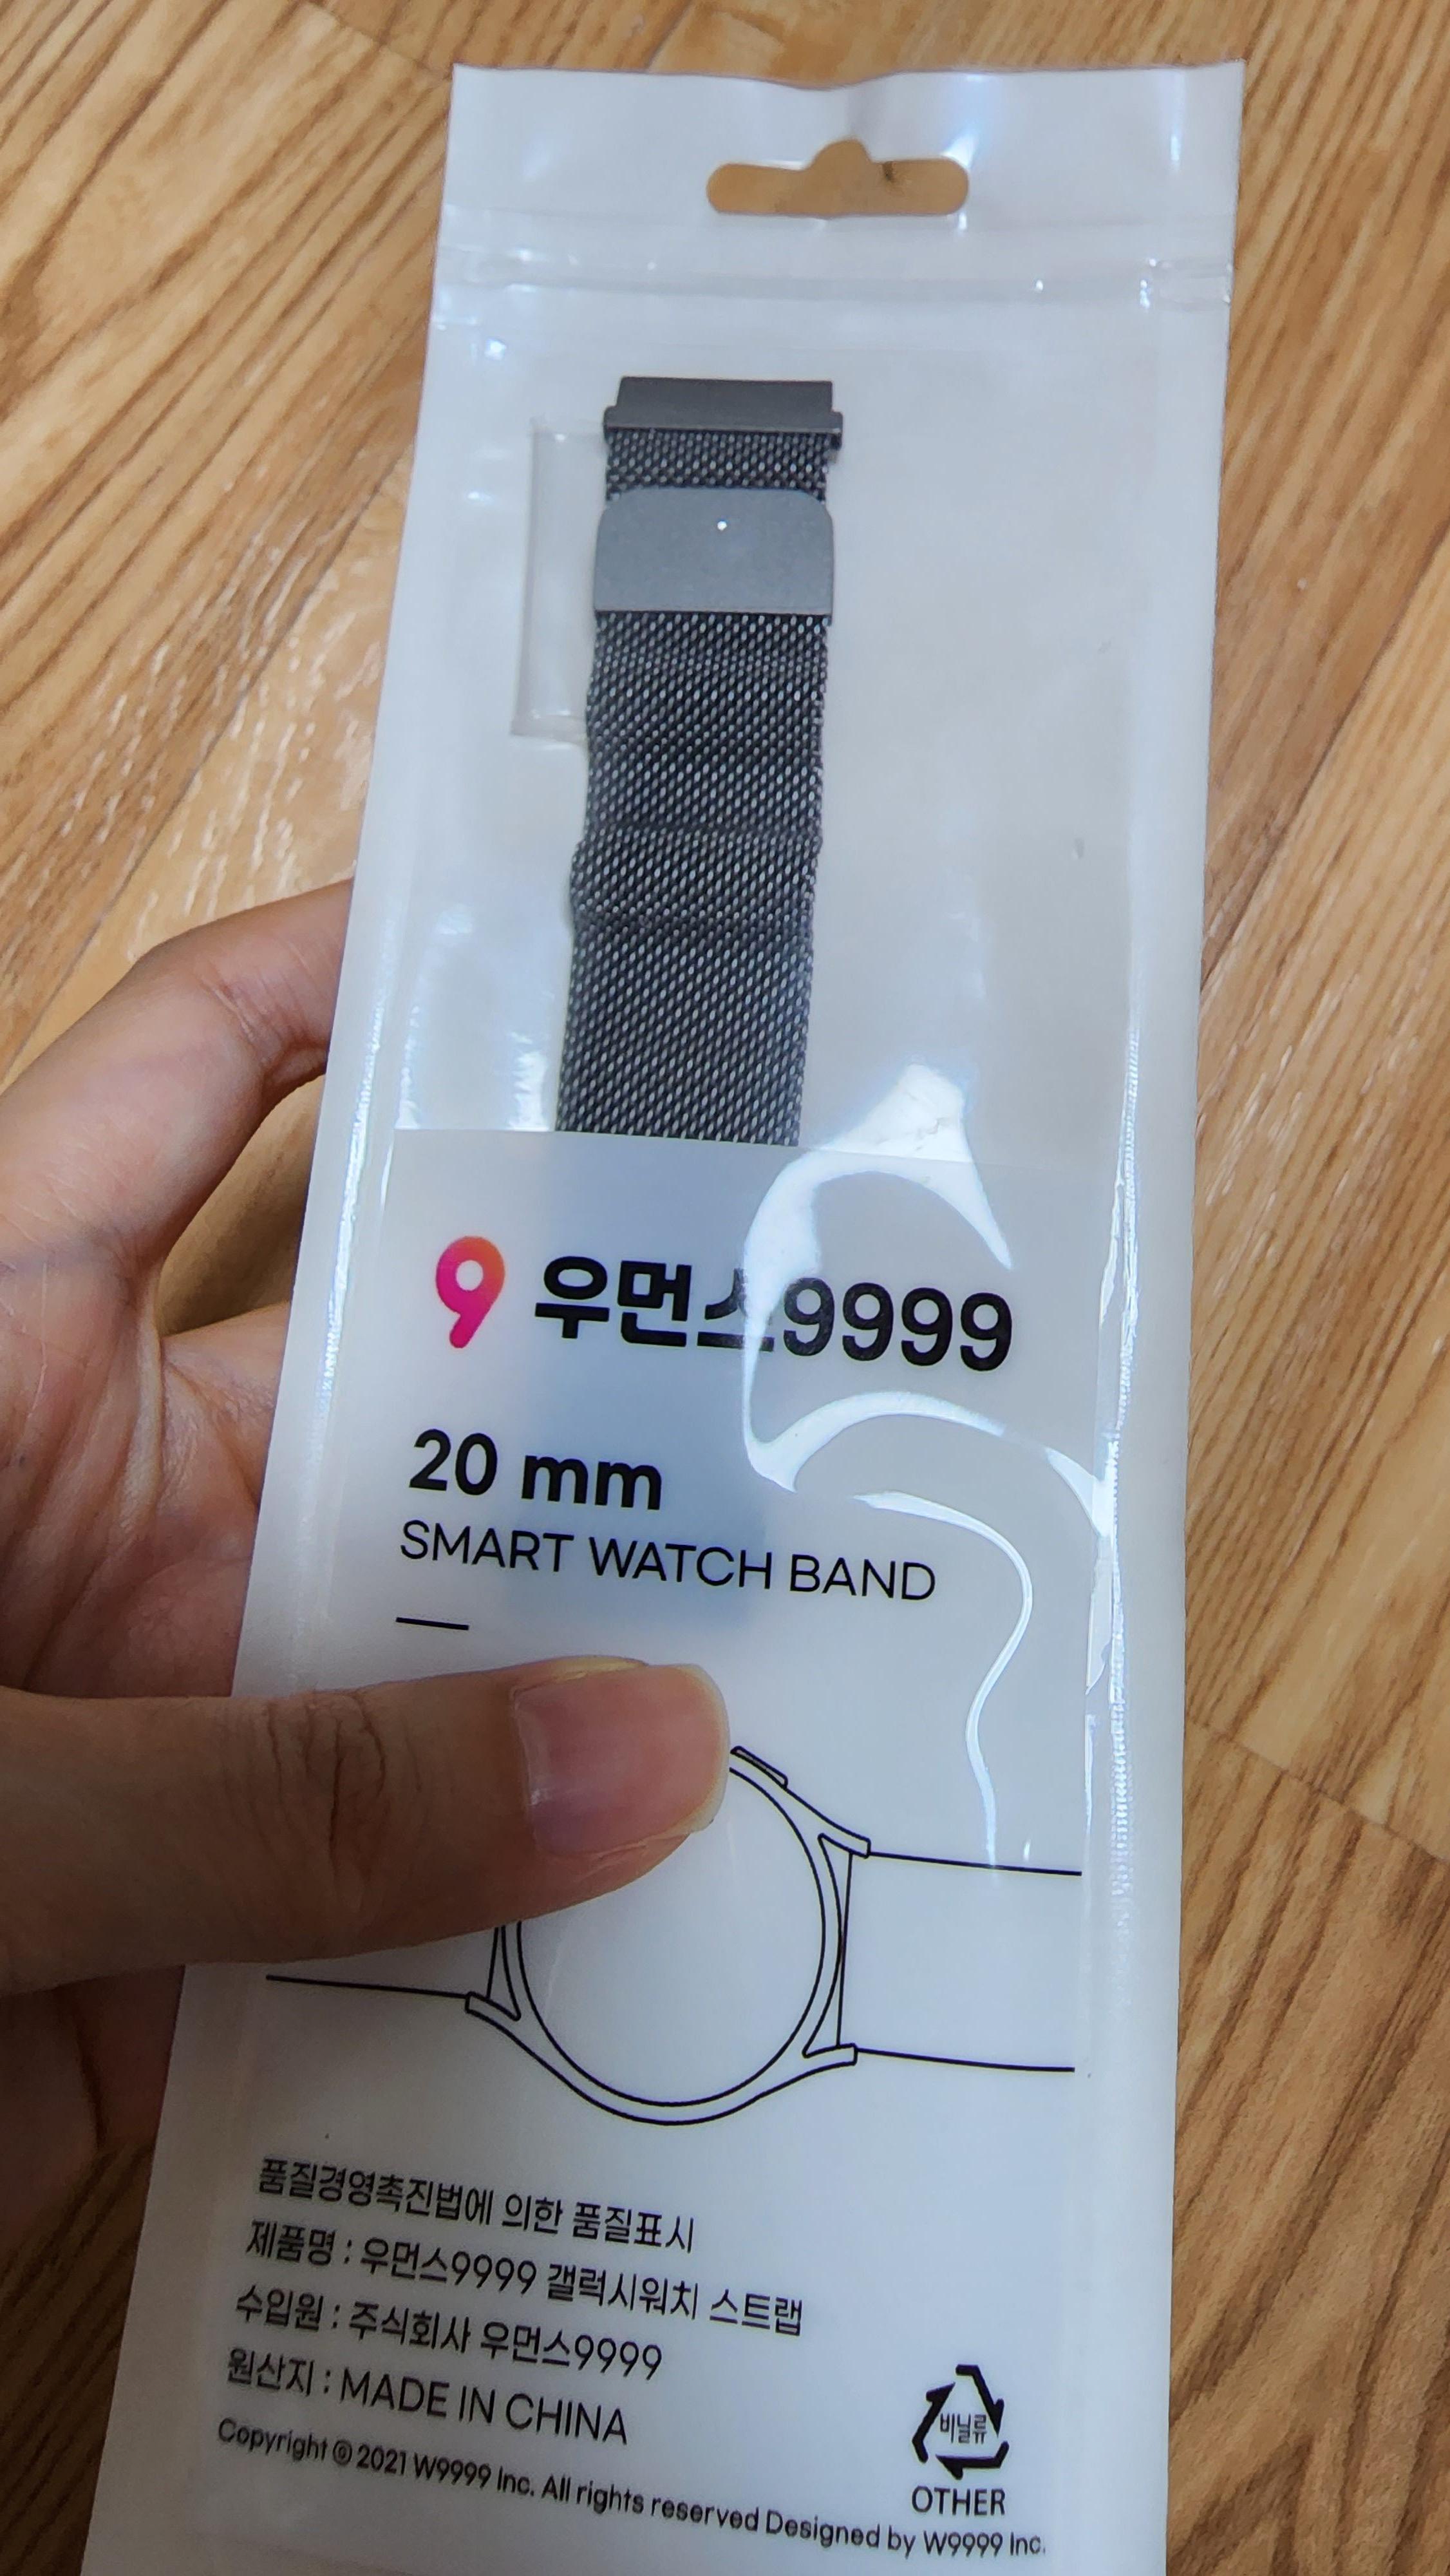 9 우먼스9999
20 mm
SMART WATCH BAND
품질경영촉진법에 의한 품질표시
제품명 : 우먼스9999 갤럭시워치 스트랩
수입원 : 주식회사 우먼스9999
원산지 : MADE IN CHINA
비닐류
OTHER
Copyright ⓒ 2021 W9999 Inc. All rights reserved Designed by W9999 Inc.